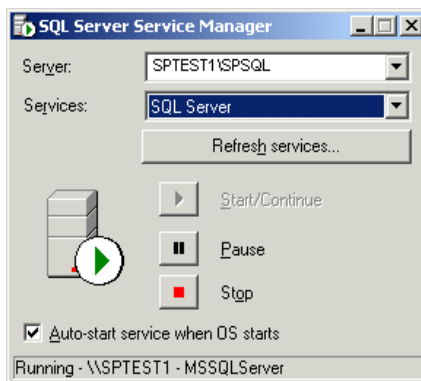 SQL Server Service Manager
Server: SPTEST1\SPSQL
Services: SQL Server
Refresh services...
Start/Continue
Pause
Stop
Auto-start service when OS starts
Running - \\SPTEST1 - MSSQLServer